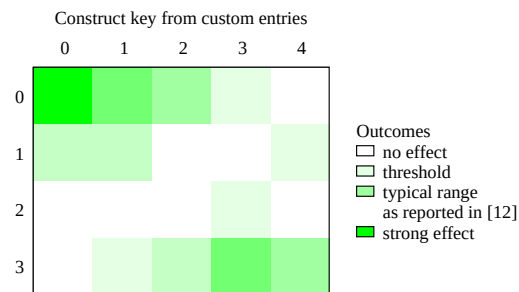 Construct key from custom entries
0 1 2 3 4
0
1
2
3
Outcomes
no effect
threshold
typical range
as reported in [12]
strong effect